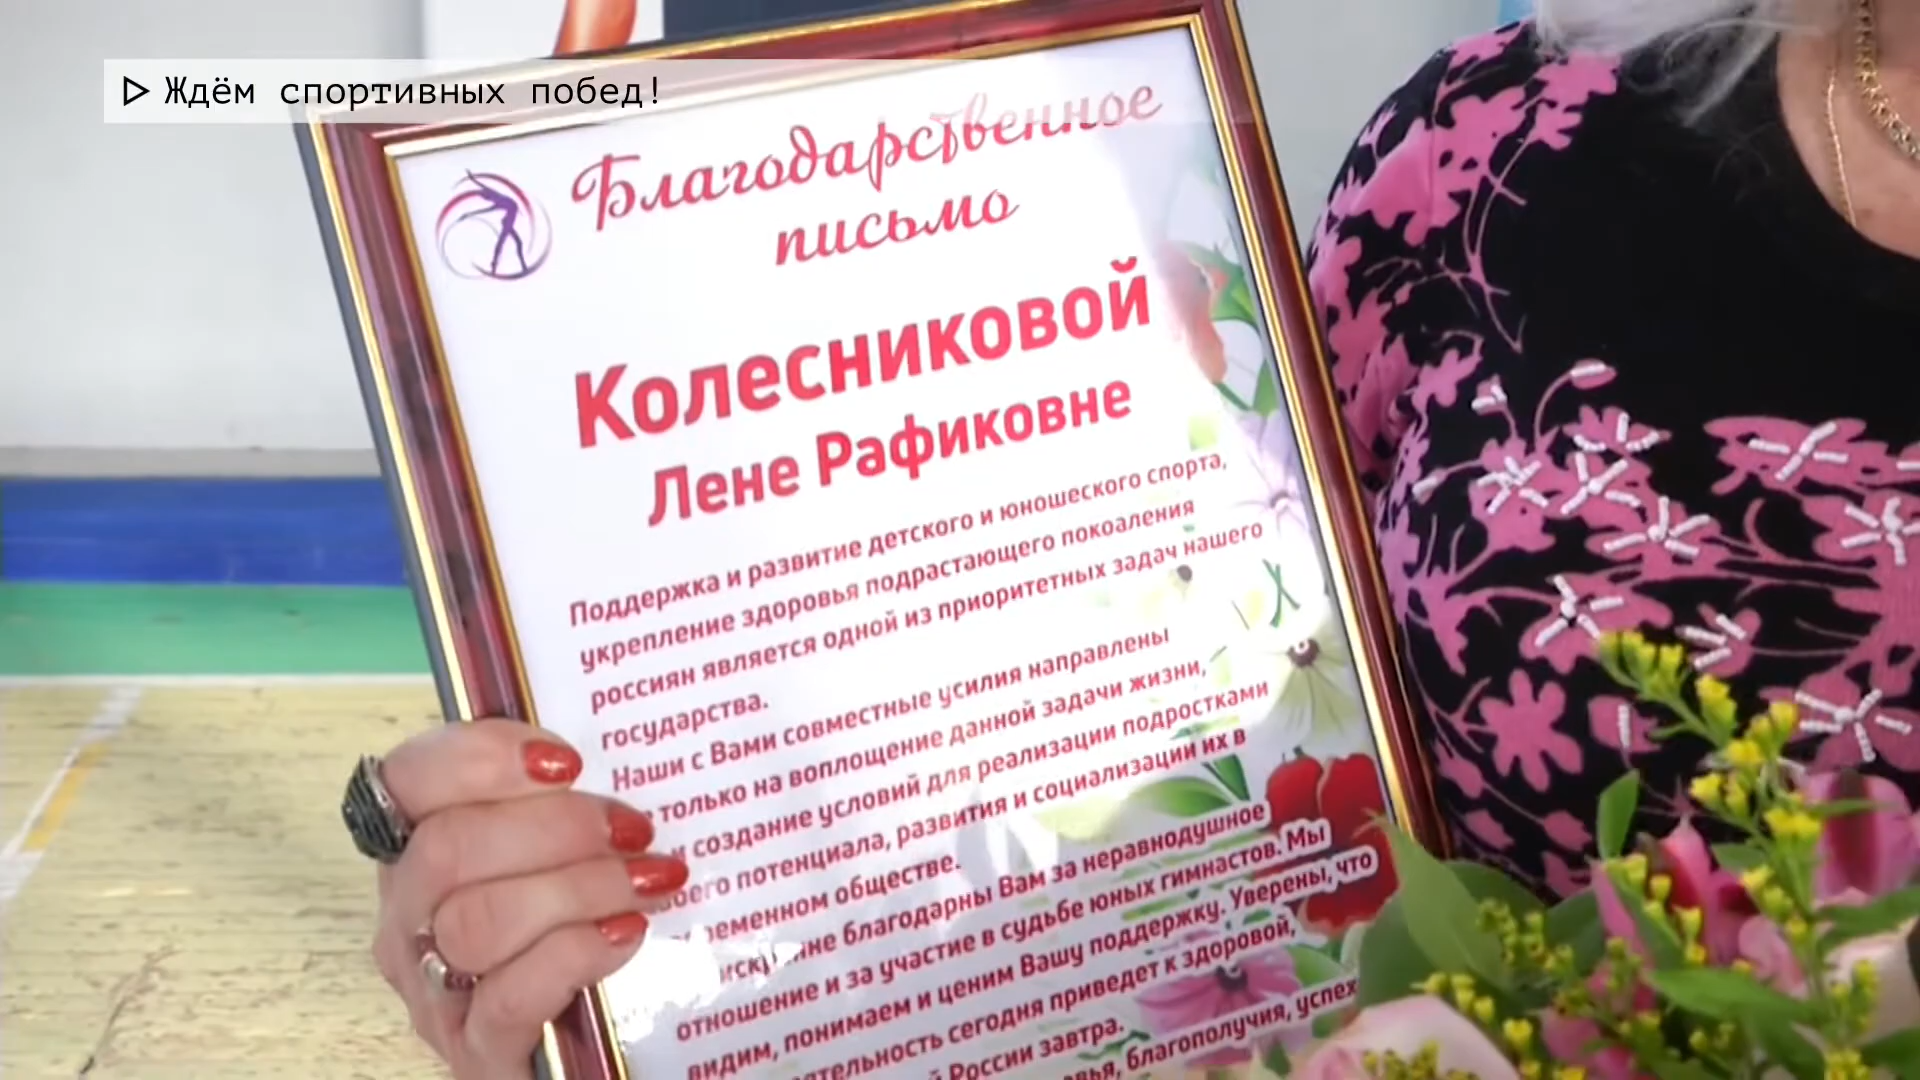 Ждём спортивных побед!
Благодарственное
письмо
Колесниковой
Лене Рафиковне
Поддержка и развитие детского и юношеского спорта,
укрепление здоровья подрастающего покоаления
россиян является одной из приоритетных задач нашего
государства.
Наши с Вами совместные усилия направлены
только на воплощение данной задачи жизни,
и создание условий для реализации подростками
потенциала, развития и социализации их в
обществе.
благодарны Вам за неравнодушное
отношение и за участие в судьбе юных гимнастов. Мы
видим, понимаем и ценим Вашу поддержку. Уверены, что
сегодня приведет к здоровой,
России завтра.
благополучия,